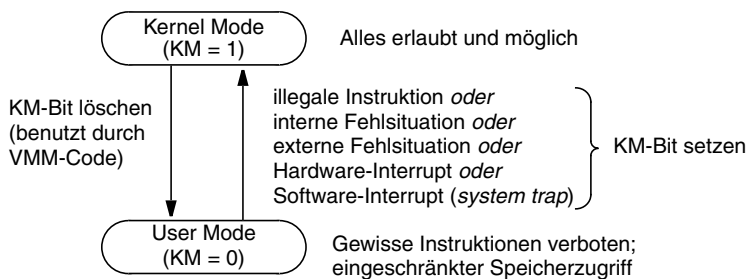 Kernel Mode
(KM = 1)
Alles erlaubt und möglich
KM-Bit löschen
(benutzt durch
VMM-Code)
illegale Instruktion oder
interne Fehlsituation oder
externe Fehlsituation oder
Hardware-Interrupt oder
Software-Interrupt (system trap)
KM-Bit setzen
User Mode
(KM = 0)
Gewisse Instruktionen verboten;
eingeschränkter Speicherzugriff